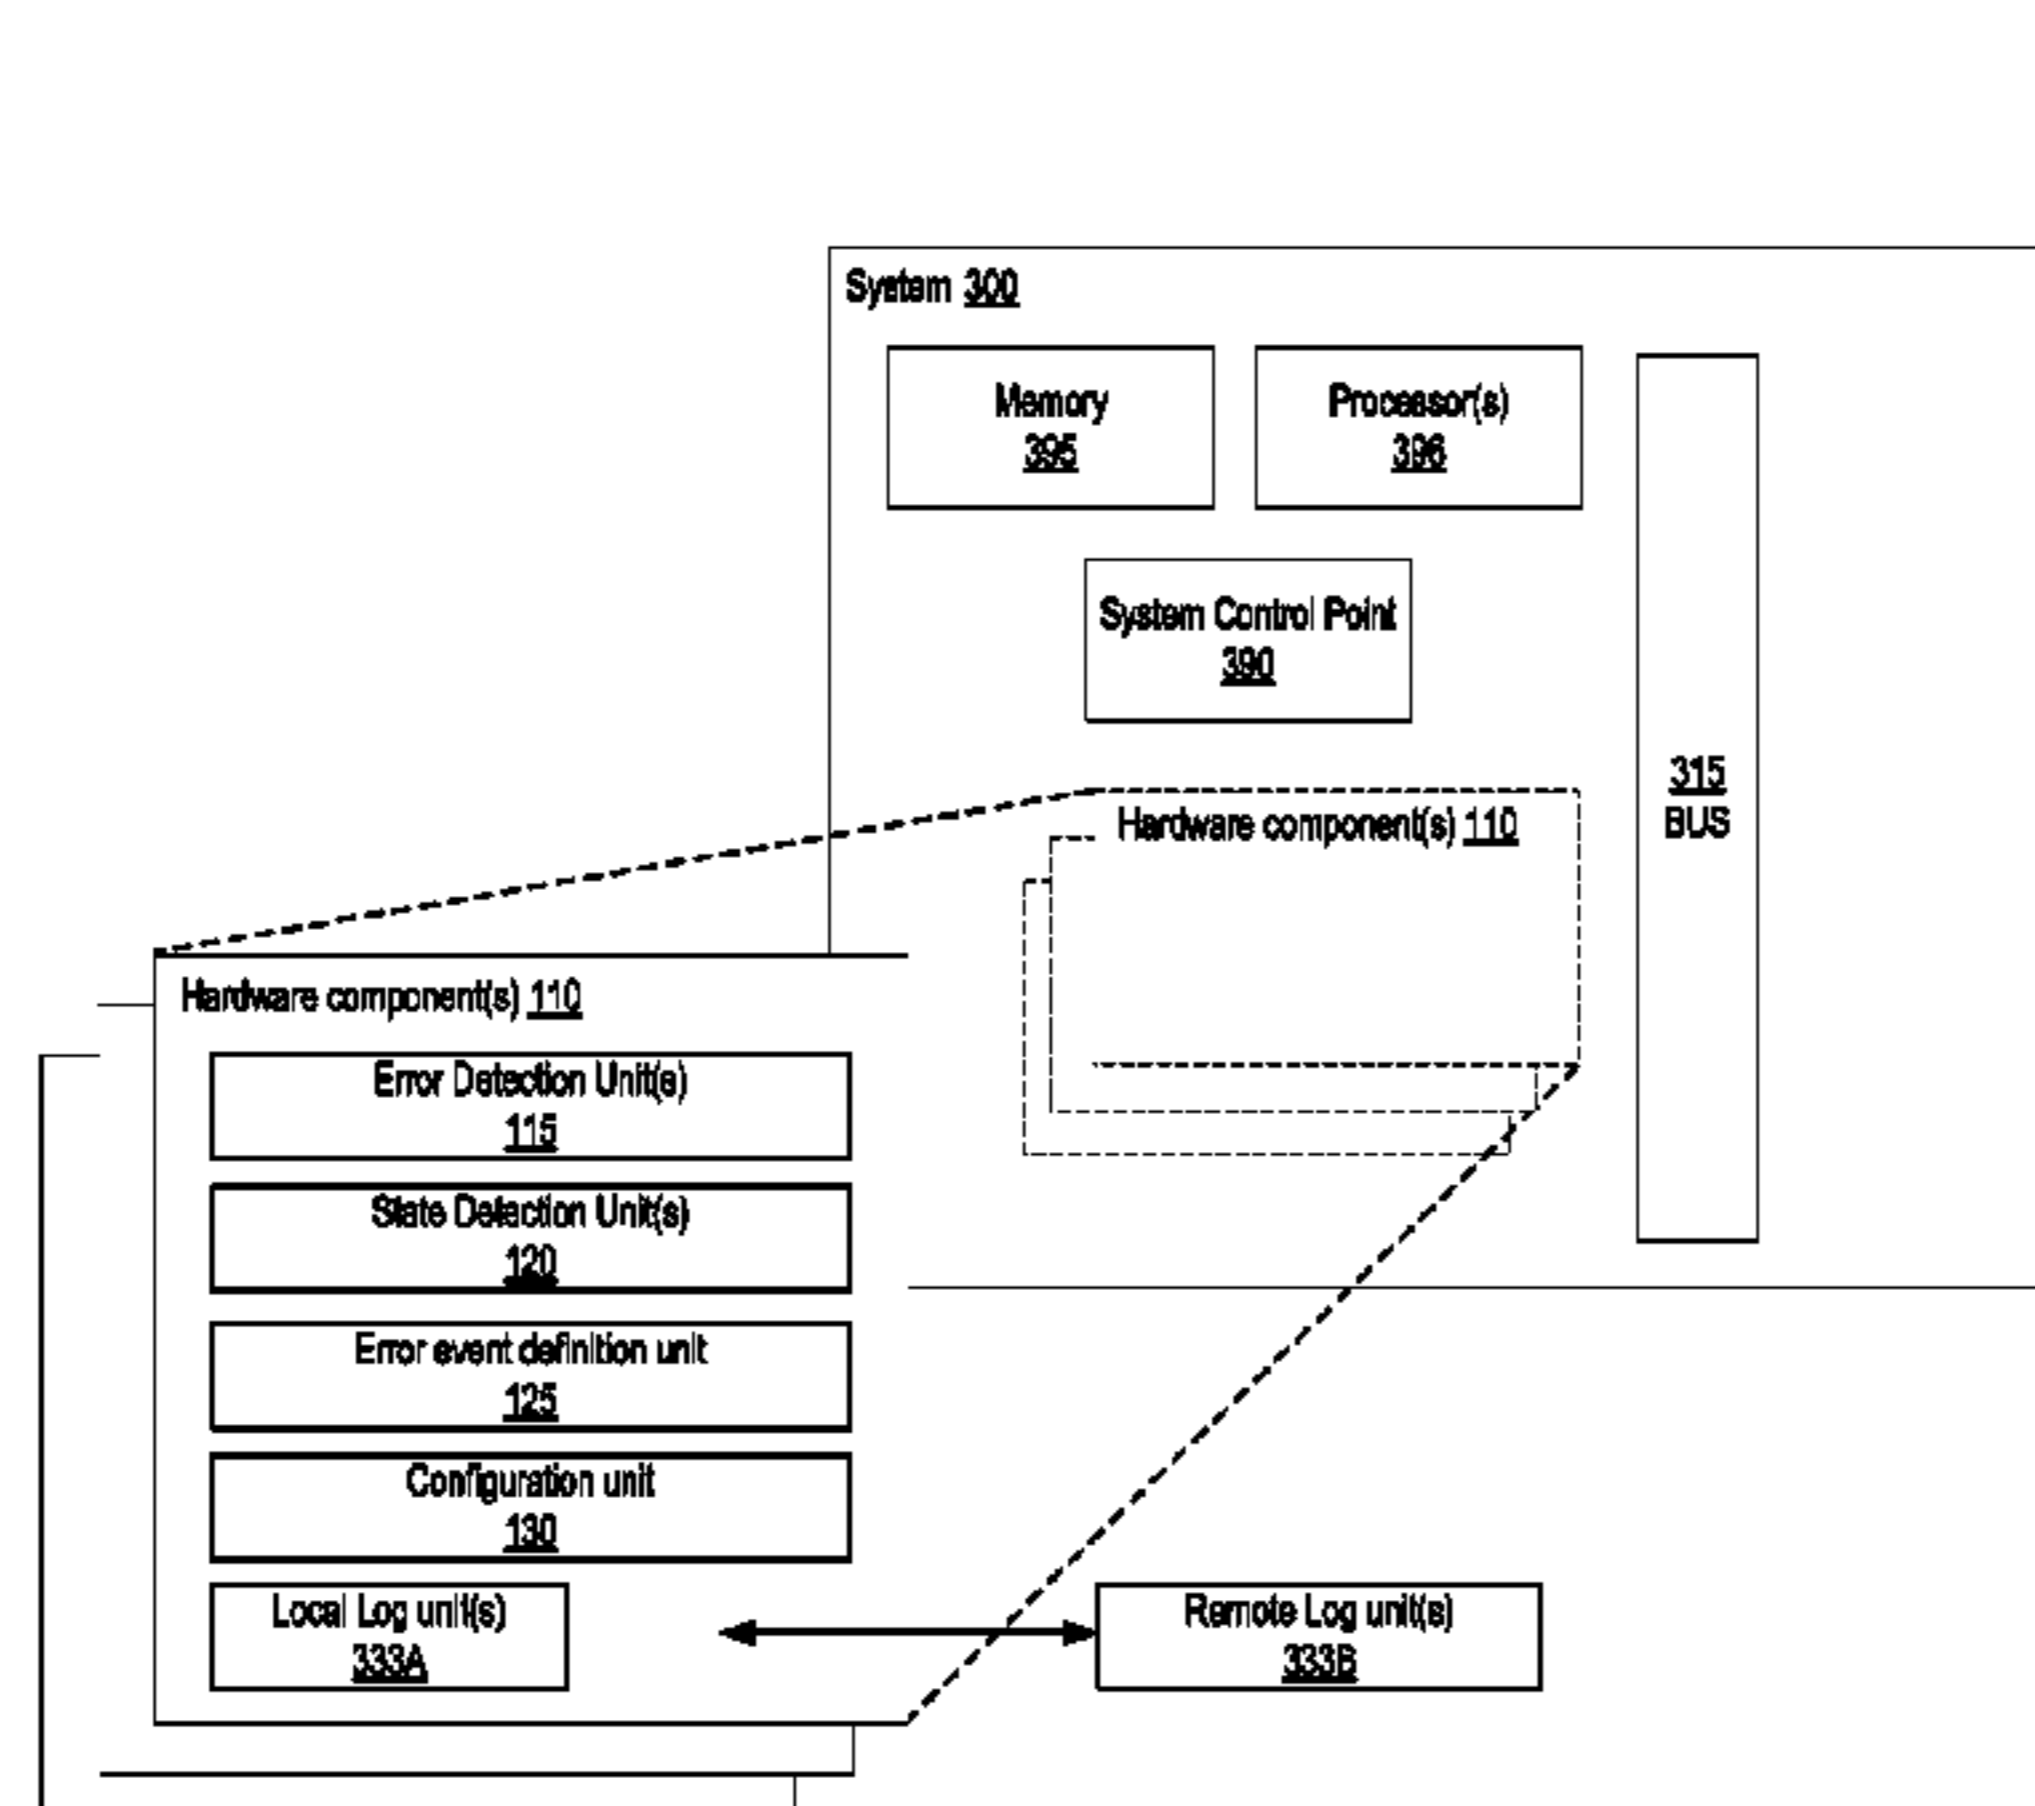 System 300
Memory
395
Processor(s)
396
System Control Point
390
315
BUS
Hardware component(s) 110
Hardware component(s) 110
Error Detection Unit(s)
115
State Detection Unit(s)
120
Error event definition unit
125
Configuration unit
130
Local Log unit(s)
333A
Remote Log unit(s)
333B